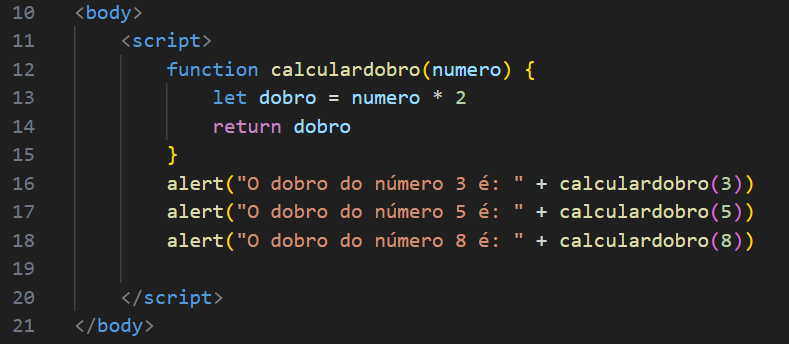 10 <body>
11 <script>
12 function calculardobro(numero) {
13 let dobro = numero * 2
14 return dobro
15 }
16 alert("O dobro do número 3 é: " + calculardobro(3))
17 alert("O dobro do número 5 é: " + calculardobro(5))
18 alert("O dobro do número 8 é: " + calculardobro(8))
19
20 </script>
21 </body>